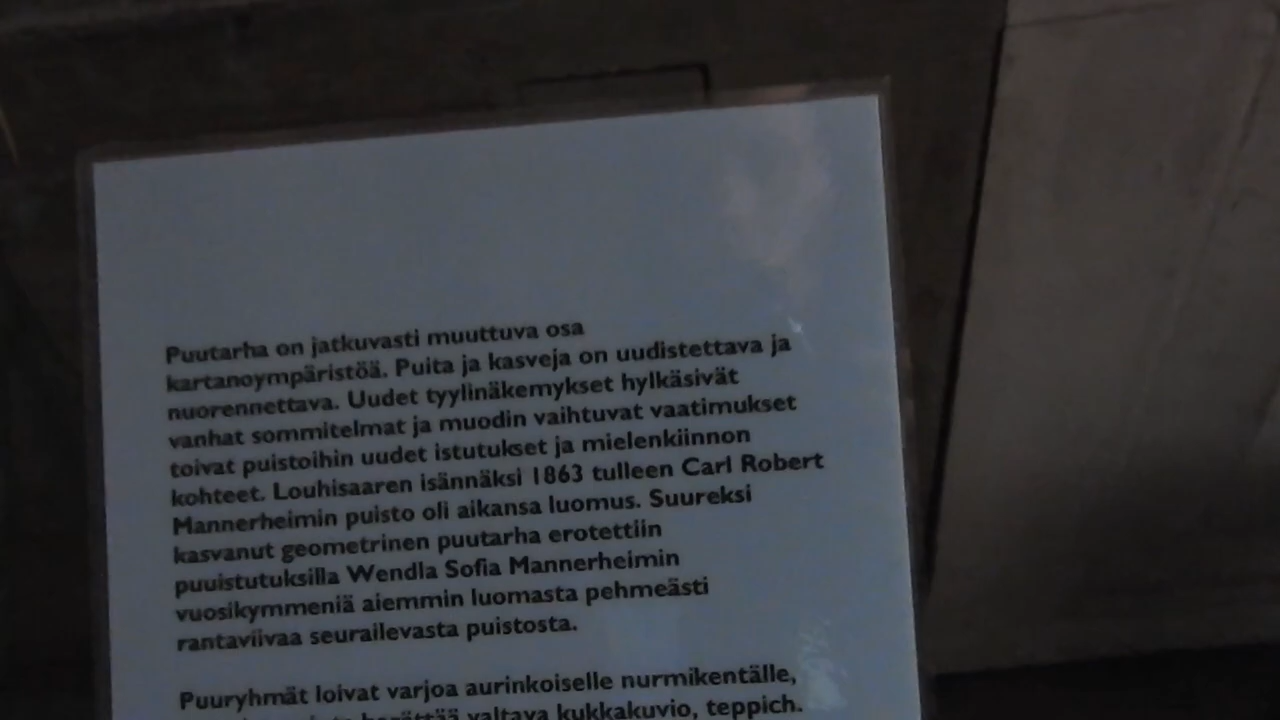 Puutarha on jatkuvasti muuttuva osa
kartanoympäristöä. Puita ja kasveja on uudistettava ja
nuorennettava. Uudet tyylinäkemykset hylkäsivät
vanhat sommitelmat ja muodin vaihtuvat vaatimukset
toivat puistoihin uudet istutukset ja mielenkiinnon
kohteet. Louhisaaren isännäksi 1863 tulleen Carl Robert
Mannerheimin puisto oli aikansa luomus. Suureksi
kasvanut geometrinen puutarha erotettiin
puuistutuksilla Wendla Sofia Mannerheimin
vuosikymmeniä aiemmin luomasta pehmeästi
rantaviivaa seurailevasta puistosta.
Puuryhmät loivat varjoa aurinkoiselle nurmikentälle,
herättää valtava kukkakuvio, teppich.